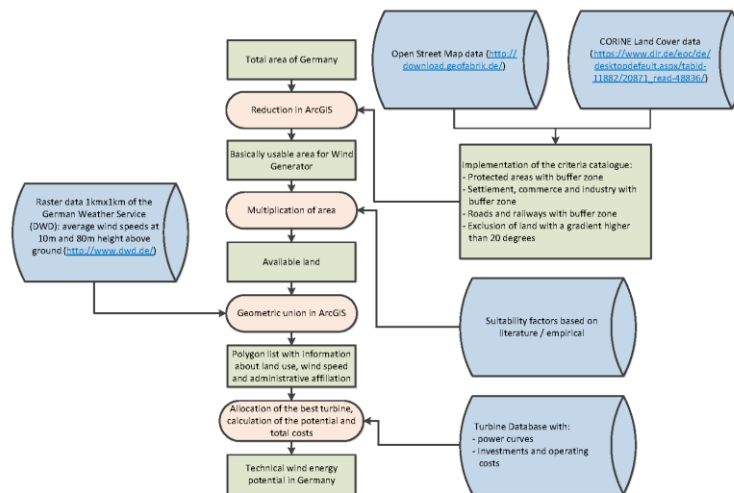 Total area of Germany
Reduction in ArcGIS
Basically usable area for Wind
Generator
Multiplication of area
Available land
Geometric union in ArcGIS
Polygon list with information
about land use, wind speed
and administrative affiliation
Allocation of the best turbine,
calculation of the potential and
total costs
Technical wind energy
potential in Germany
Open Street Map data (http://
download.geofabrik.de/)
CORINE Land Cover data
(https://www.dlr.de/eoc/de/
desktopdefault.aspx/tabid-
11882/20871_read-48836/)
Implementation of the criteria catalogue:
- Protected areas with buffer zone
- Settlement, commerce and industry with
buffer zone
- Roads and railways with buffer zone
- Exclusion of land with a gradient higher
than 20 degrees
Raster data 1kmx1km of the
German Weather Service
(DWD): average wind speeds at
10m and 80m height above
ground (http://www.dwd.de/)
Suitability factors based on
literature / empirical
Turbine Database with:
- power curves
- Investments and operating
costs